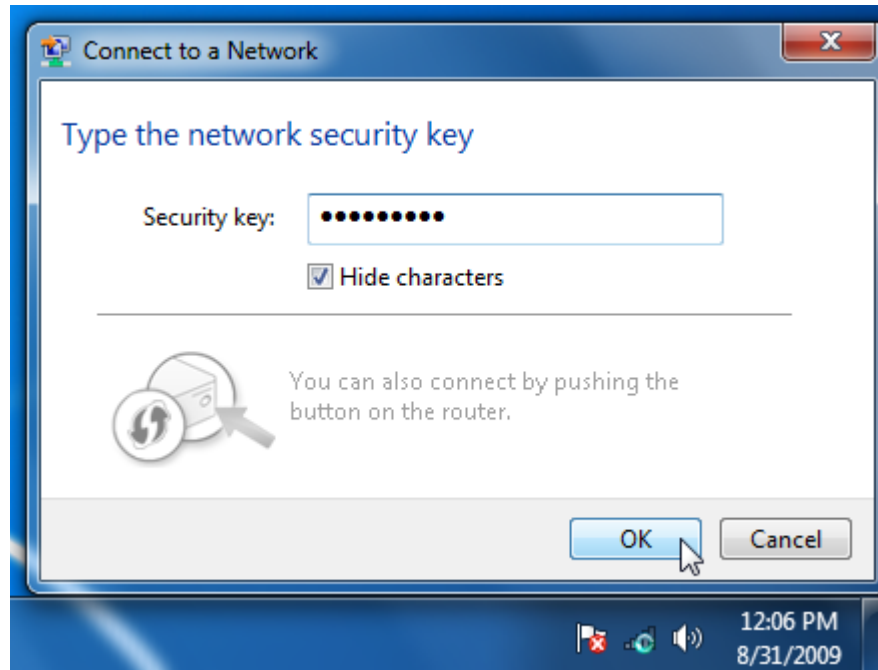 Connect to a Network
Type the network security key
Security key: •••••••••
Hide characters
You can also connect by pushing the
button on the router.
OK Cancel
12:06 PM
8/31/2009